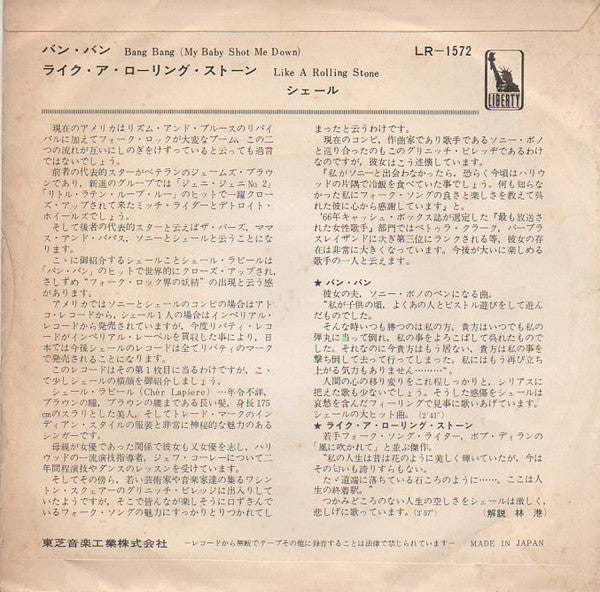 バン・バン Bang Bang (My Baby Shot Me Down)
ライク・ア・ローリング・ストーン Like A Rolling Stone
シェール
LR-1572
LIBERTY
現在のアメリカはリズム・アンド・ブルースのリバイ
バルに加えてフォーク・ロックが大変なブーム、この二
つの流れが互いにしのぎをけずっていると云っても過言
ではないでしょう。
前者の代表的スターがベテランのジェームズ・ブラウ
ンであり、新進のグループでは「ジェニ・ジェニ No.2」
「リトル・ラテン・ループ・ルー」のヒットで一躍クロー
ズ・アップされて来たミッチ・ライダーとデトロイト・
ホイールズでしょう。
そして後者の代表的スターと云えばザ・バーズ、ママ
ス・アンド・パパス、ソニーとシェールと云うことにな
ります。
こゝに御紹介するシェールことシェール・ラピールは
「バン・バン」のヒットで世界的にクローズ・アップされ、
さしずめ“フォーク・ロック界の妖精”の出現と云う感
があります。
アメリカではソニーとシェールのコンビの場合はアト
コ・レコードから、シェール1人の場合はインペリアル・
レコードから発売されていますが、今度リバティ・レコ
ードがインペリアル・レーベルを買収した事により、日
本では今後シェールのレコードは全てリバティのマーク
で発売されることになります。
このレコードはその第1枚目に当るわけですが、こゝ
で少しシェールの横顔を御紹介しましょう。
シェール・ラピール (Chér Lapiere) …年令不詳、
ブラウンの瞳、ブラウンの腰まである長い髪、身長175
cmのスラリとした美人、そしてトレード・マークのイン
ディアン・スタイルの服装と非常に神秘的な魅力のある
シンガーです。
母親が女優であった関係で彼女も又女優を志し、ハリ
ウッドの一流演技指導者、ジェフ・コーレーについて二
年間程演技やダンスのレッスンを受けています。
そしてその傍ら、若い芸術家や音楽家達の集まるワシン
トン・スクェアーのグリニッチ・ビレッジに出入りして
いたようですが、そこで皆んなが楽しそうに口ずさんで
いるフォーク・ソングの魅力にすっかりとりつかれてし
まったと云うわけです。
現在のコンビ、作曲家であり歌手であるソニー・ボノ
と巡り合ったのもこのグリニッチ・ビレッヂであるわけ
なのですが、彼女はこう述懐しています。
『私がソニーと出会わなかったら、恐らく今頃はハリウ
ッドの片隅で冷飯を食べていた事でしょう。何も知らな
かった私にフォーク・ソングの良さと楽しさを教えて呉
れた彼に心から感謝しています』と。
'66年キャッシュ・ボックス誌が選定した『最も放送さ
れた女性歌手』部門ではペトゥラ・クラーク、バーブラ
スレイザンドに次ぎ第三位にランクされる等、彼女の存
在は非常に大きくなっています。今後が大いに楽しめる
歌手の一人と云えます。
★ バン・バン
彼女の夫、ソニー・ボノのペンになる曲。
『私が子供の頃、よくあの人とピストル遊びをして遊
んだものでした。
そんな時いつも勝つのは私の方、貴方はいつでも私の
弾丸に当って倒れ、私の事をよろこばして呉れたもので
した。それなのに今貴方はもう居ない、貴方は私の事を
撃ち倒して去って行ってしまった。私にはもう再び立ち
上がる気力もありません………”。
人間の心の移り変りをこれ程しっかりと、シリアスに
捉えた歌も少ないでしょう。そうした感傷をシェールは
哀愁を含んだフィーリングで見事に歌いあげています。
シェールの大ヒット曲。(2'41")
★ ライク・ア・ローリング・ストーン
若手フォーク・ソング・ライター、ボブ・ディランの
「風に吹かれて」と並ぶ傑作。
“私の人生は昔は花のように美しく輝いていたが、今は
その匂いも誇りすらもない。
た・道端に落ちている石ころのように……。ここは人
生の終着駅。”
つかみどころのない人生の空しさをシェールは激しく、
悲しげに歌っています。(3'57") (解説 林 港)
東芝音楽工業株式会社
―レコードから無断でテープその他に録音することは法律で禁じられています―
MADE IN JAPAN